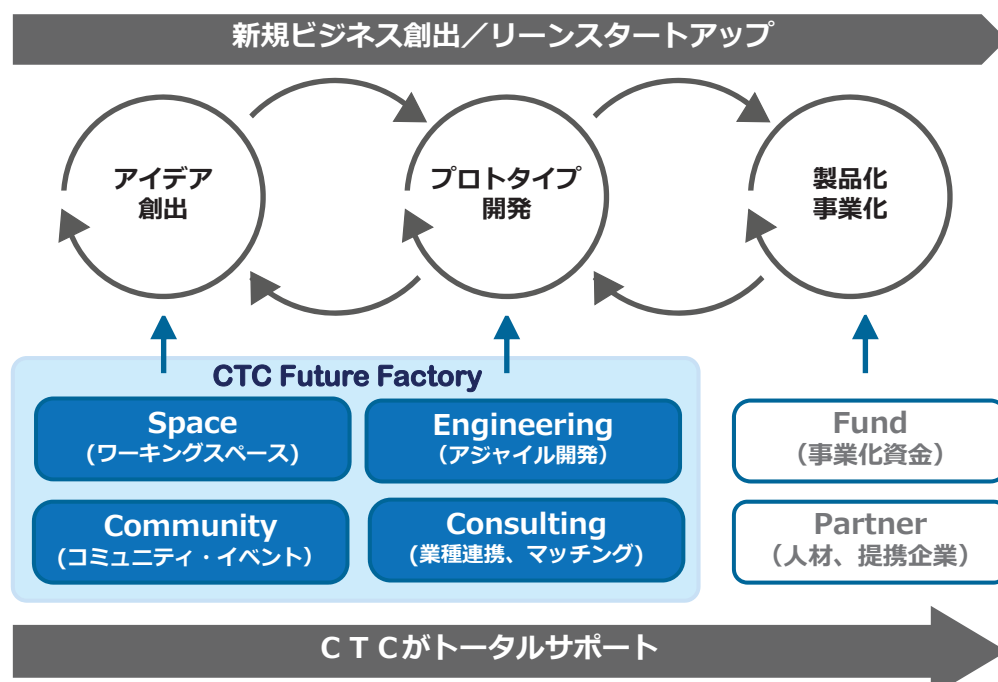 新規ビジネス創出／リーンスタートアップ
アイデア
創出
プロトタイプ
開発
製品化
事業化
CTC Future Factory
Space
(ワーキングスペース)
Engineering
（アジャイル開発）
Fund
（事業化資金）
Community
(コミュニティ・イベント）
Consulting
(業種連携、マッチング)
Partner
（人材、提携企業）
ＣＴＣがトータルサポート